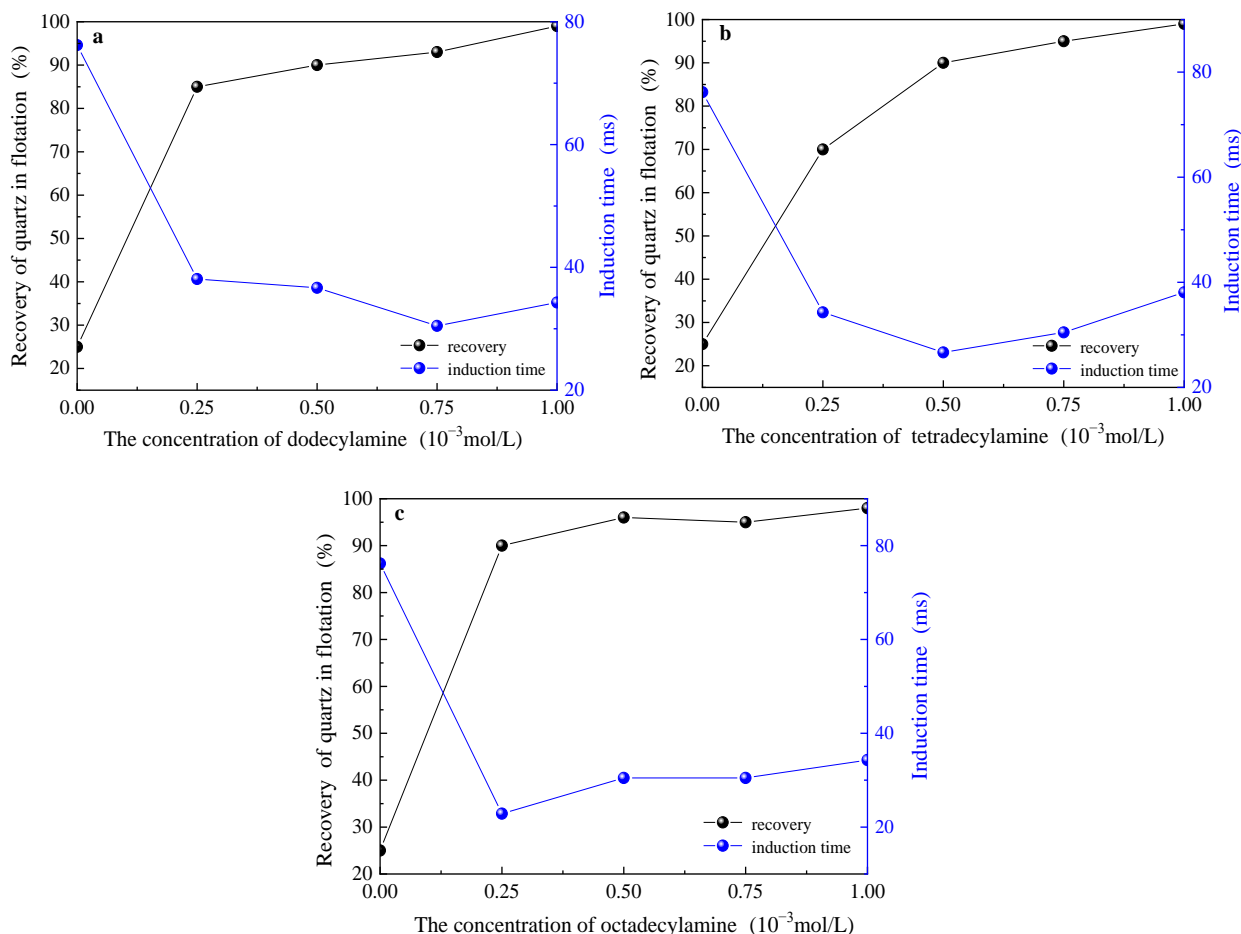 a
Recovery of quartz in flotation (%)
100
90
80
70
60
50
40
30
20
80
60
40
20
Induction time (ms)
recovery
induction time
0.00 0.25 0.50 0.75 1.00
The concentration of dodecylamine (10⁻³mol/L)
b
Recovery of quartz in flotation (%)
100
90
80
70
60
50
40
30
20
80
60
40
20
Induction time (ms)
recovery
induction time
0.00 0.25 0.50 0.75 1.00
The concentration of tetradecylamine (10⁻³mol/L)
c
Recovery of quartz in flotation (%)
100
90
80
70
60
50
40
30
20
80
60
40
20
Induction time (ms)
recovery
induction time
0.00 0.25 0.50 0.75 1.00
The concentration of octadecylamine (10⁻³mol/L)